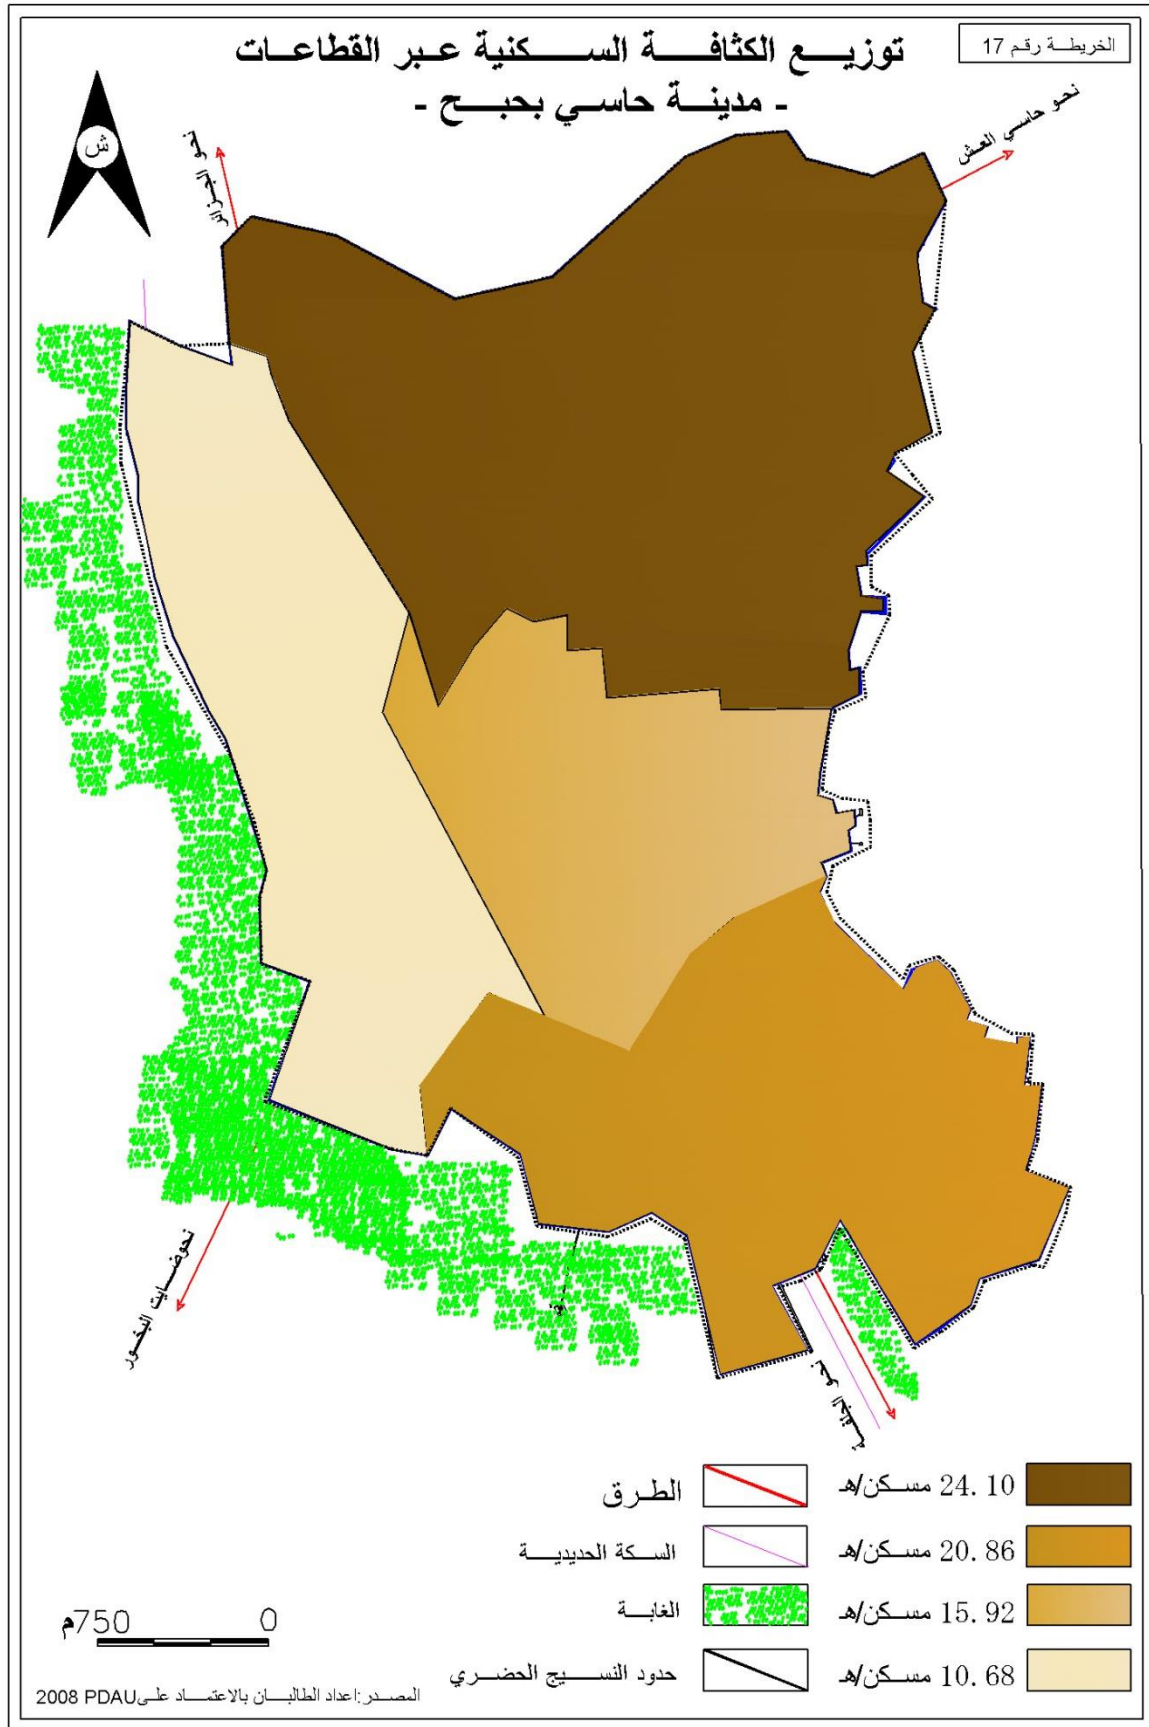 الخريطة رقم 17
توزيع الكثافة السكنية عبر القطاعات
- مدينة حاسي بحبح -
نحو حاسي العش
نحو الجزائر
ش
نحو ضايت البخور
نحو الجلفة
الطرق
24.10 مسكن/هـ
السكة الحديدية
20.86 مسكن/هـ
الغابة
15.92 مسكن/هـ
حدود النسيج الحضري
10.68 مسكن/هـ
750م 0
المصدر:اعداد الطالبان بالاعتماد على PDAU 2008